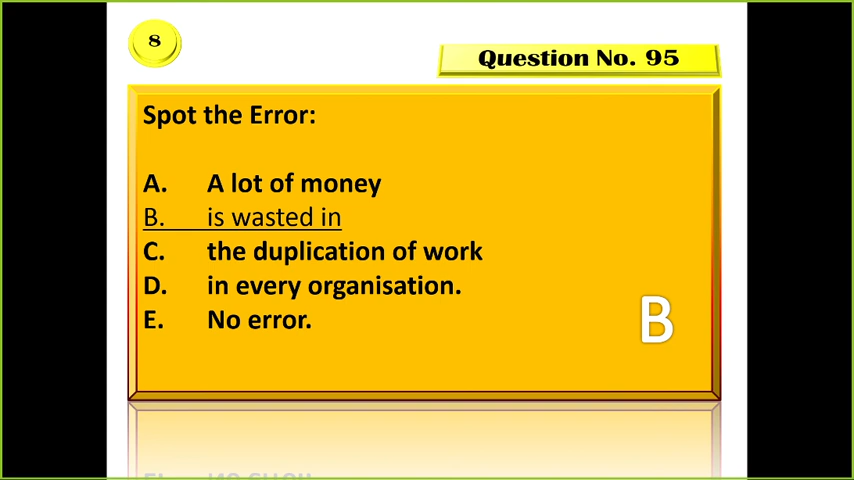 8
Question No. 95
Spot the Error:
A. A lot of money
B. is wasted in
C. the duplication of work
D. in every organisation.
E. No error.
B